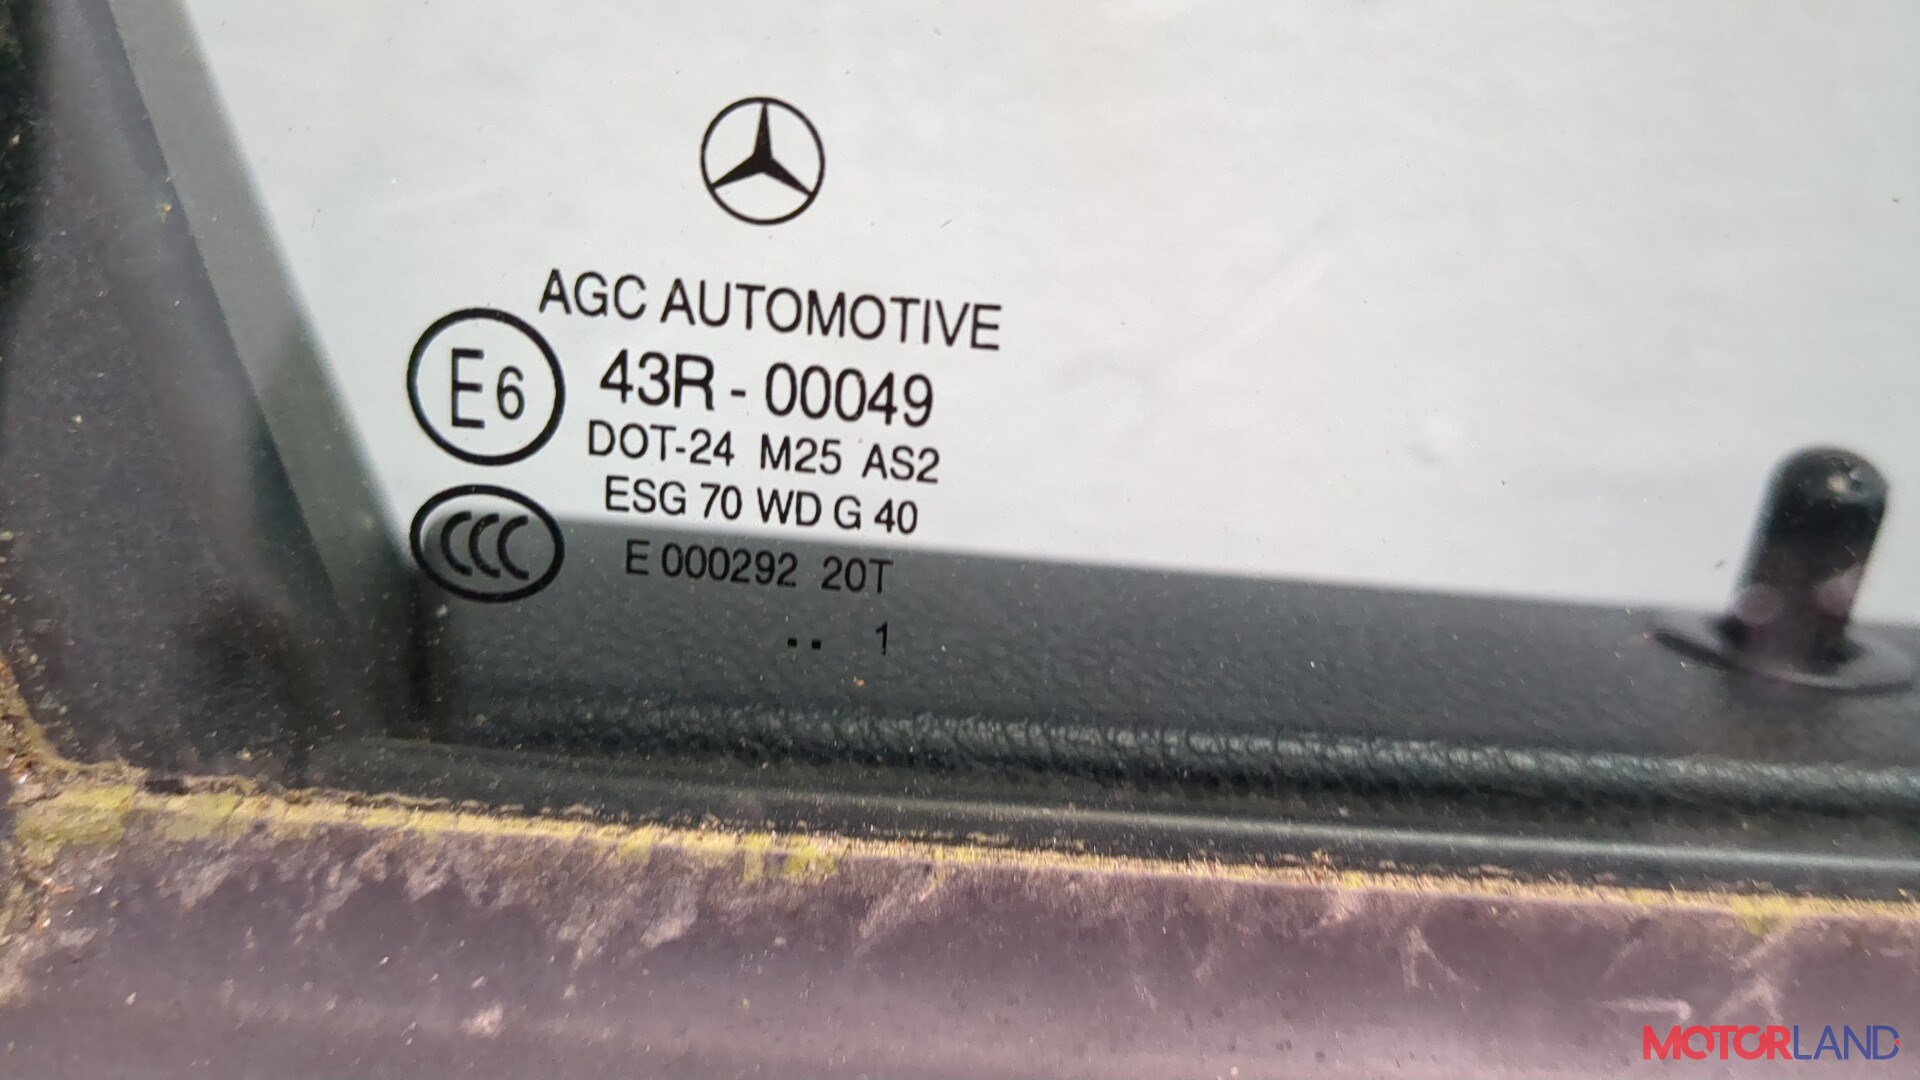 AGC AUTOMOTIVE
E6
43R - 00049
DOT-24 M25 AS2
ESG 70 WD G 40
CCC
E 000292 20T
.. 1
MOTORLAND